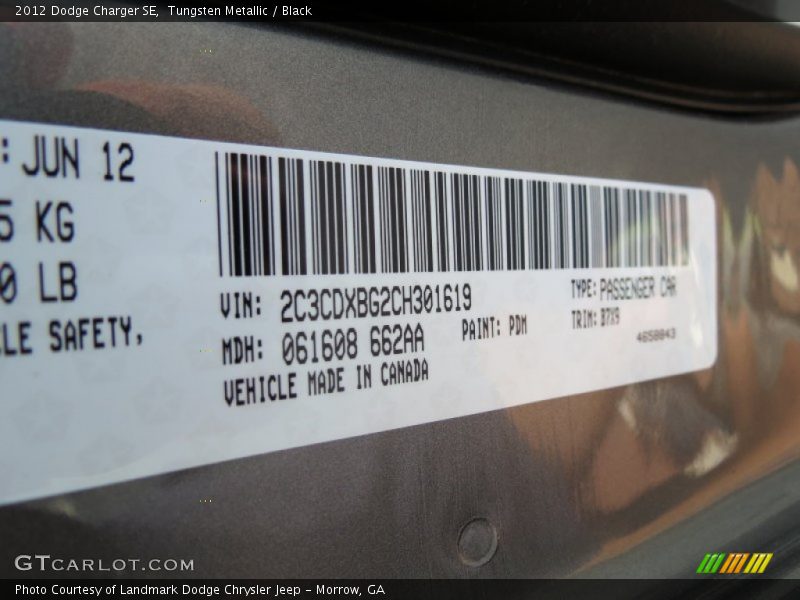 2012 Dodge Charger SE, Tungsten Metallic / Black
: JUN 12
5 KG
0 LB
LE SAFETY,
VIN: 2C3CDXBG2CH301619
TYPE: PASSENGER CAR
MDH: 061608 662AA
PAINT: PDM
TRIM: B7X9
4658843
VEHICLE MADE IN CANADA
GTCARLOT.COM
Photo Courtesy of Landmark Dodge Chrysler Jeep – Morrow, GA